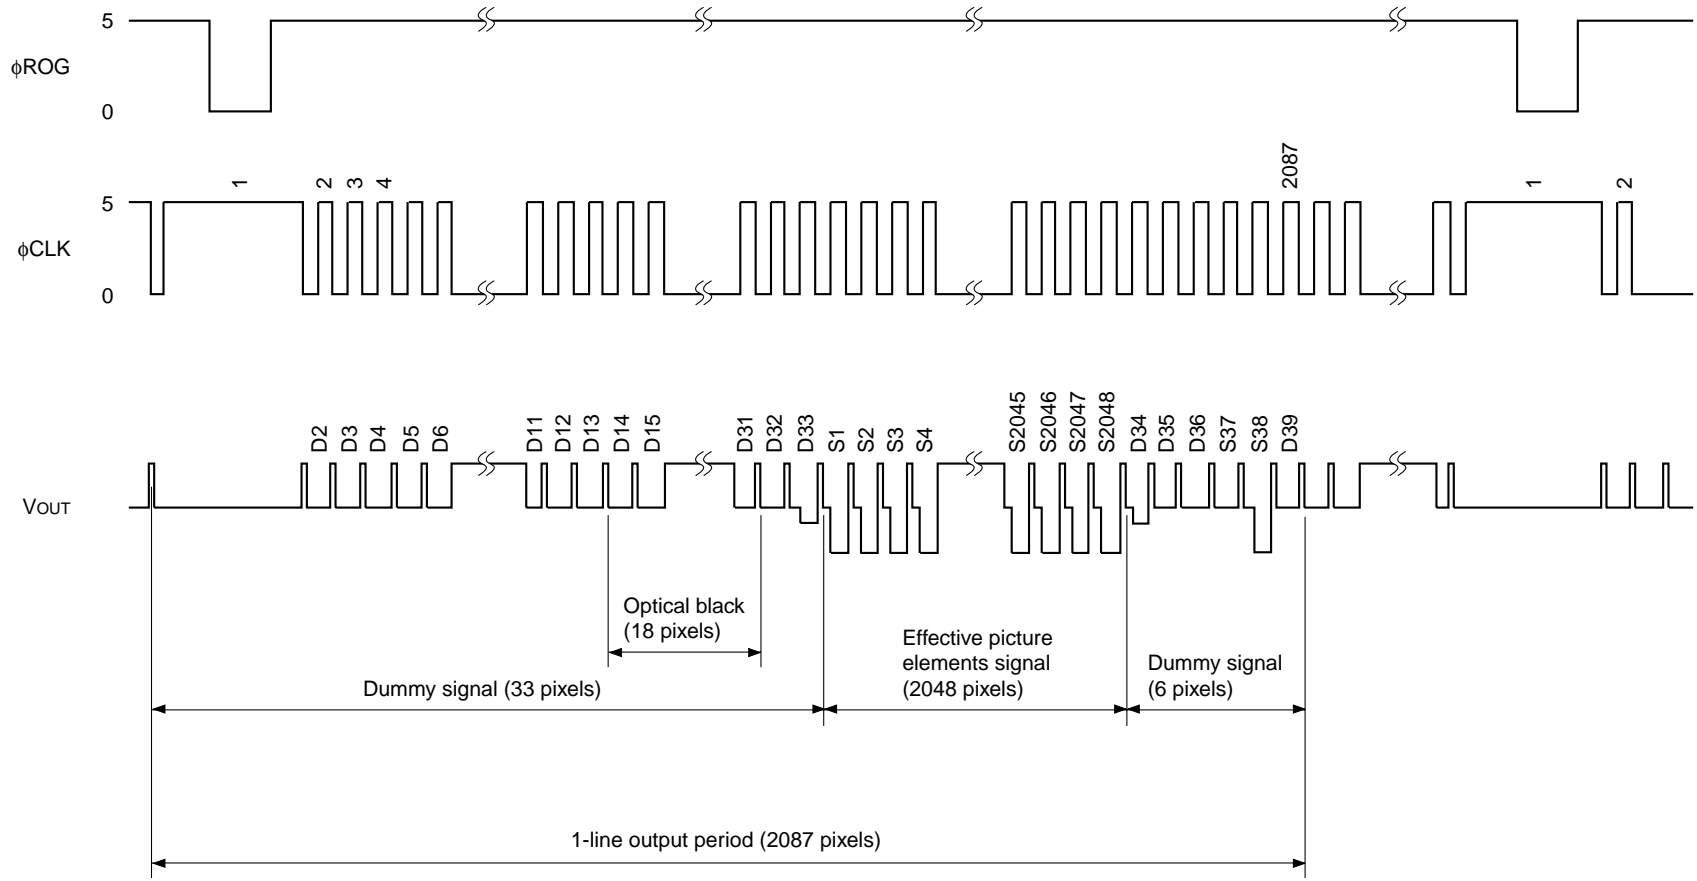 5
φROG
0
1
2
3
4
2087
1
2
5
φCLK
0
D2
D3
D4
D5
D6
D11
D12
D13
D14
D15
D31
D32
D33
S1
S2
S3
S4
S2045
S2046
S2047
S2048
D34
D35
D36
S37
S38
D39
VOUT
Optical black
(18 pixels)
Effective picture
elements signal
(2048 pixels)
Dummy signal
(6 pixels)
Dummy signal (33 pixels)
1-line output period (2087 pixels)